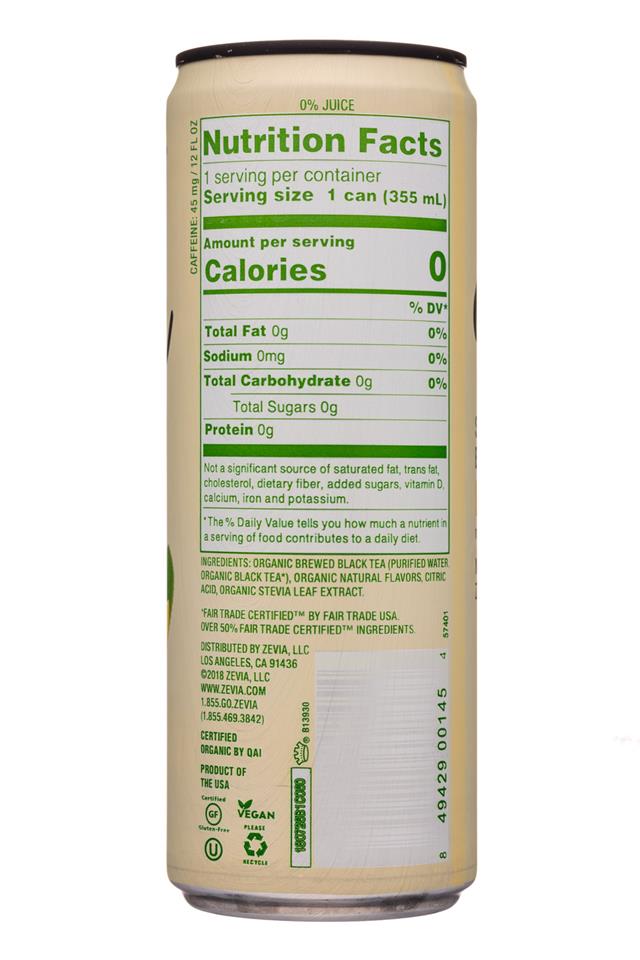 0% JUICE
CAFFEINE: 45 mg / 12 FL OZ
Nutrition Facts
1 serving per container
Serving size 1 can (355 mL)
Amount per serving
Calories 0
% DV*
Total Fat 0g 0%
Sodium 0mg 0%
Total Carbohydrate 0g 0%
Total Sugars 0g
Protein 0g
Not a significant source of saturated fat, trans fat,
cholesterol, dietary fiber, added sugars, vitamin D,
calcium, iron and potassium.
*The % Daily Value tells you how much a nutrient in
a serving of food contributes to a daily diet.
INGREDIENTS: ORGANIC BREWED BLACK TEA (PURIFIED WATER,
ORGANIC BLACK TEA*), ORGANIC NATURAL FLAVORS, CITRIC
ACID, ORGANIC STEVIA LEAF EXTRACT.
*FAIR TRADE CERTIFIED™ BY FAIR TRADE USA.
OVER 50% FAIR TRADE CERTIFIED™ INGREDIENTS.
DISTRIBUTED BY ZEVIA, LLC
LOS ANGELES, CA 91436
©2018 ZEVIA, LLC
WWW.ZEVIA.COM
1.855.GO.ZEVIA
(1.855.469.3842)
CERTIFIED
ORGANIC BY QAI
PRODUCT OF
THE USA
Certified
GF
Gluten-Free
VEGAN
PLEASE
RECYCLE
U
® B13930
180726B1C080
57401
8 49429 00145 4